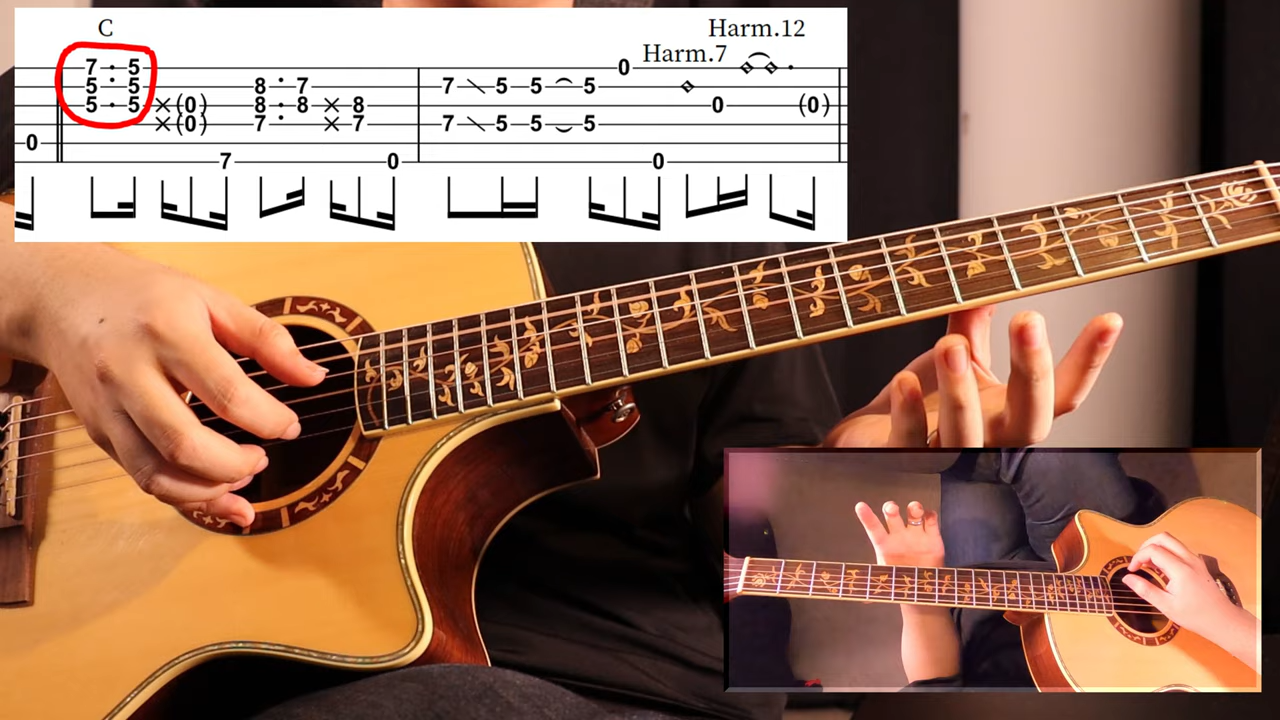 C
Harm.12
Harm.7
7 5 0
5 5 8 7 7 5 5 5
5 5 ×(0) 8 8 × 8 0 (0)
×(0) 7 × 7 7 5 5 5
0
7 0 0